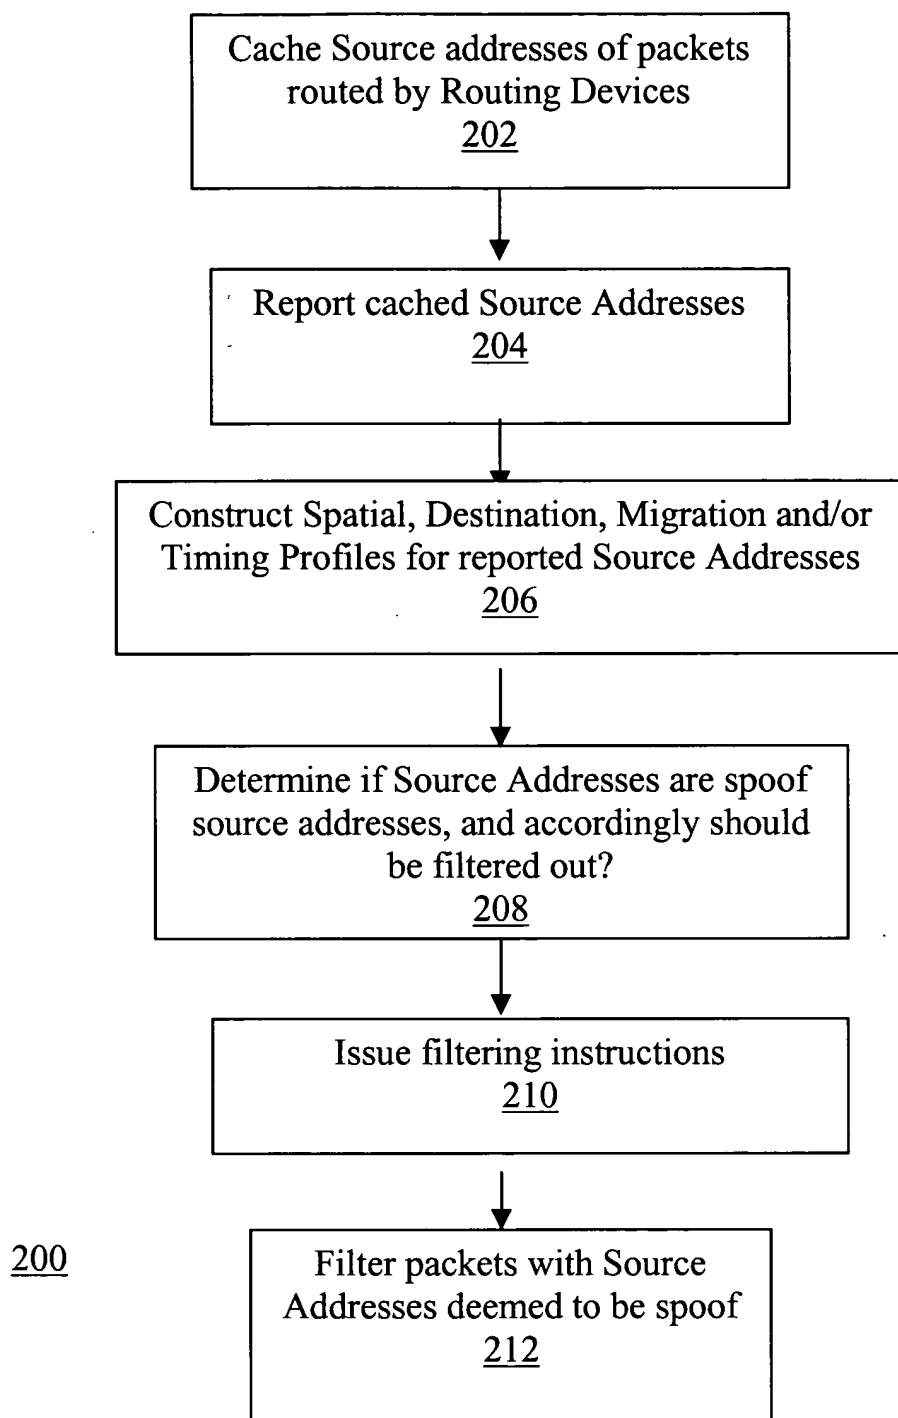 Cache Source addresses of packets
routed by Routing Devices
202
Report cached Source Addresses
204
Construct Spatial, Destination, Migration and/or
Timing Profiles for reported Source Addresses
206
Determine if Source Addresses are spoof
source addresses, and accordingly should
be filtered out?
208
Issue filtering instructions
210
200
Filter packets with Source
Addresses deemed to be spoof
212